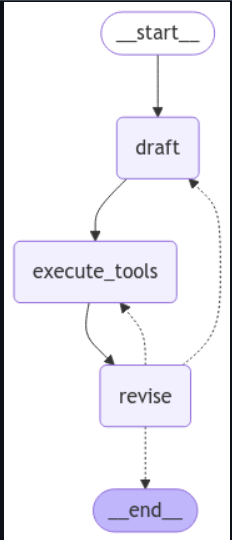 __start__
draft
execute_tools
revise
__end__